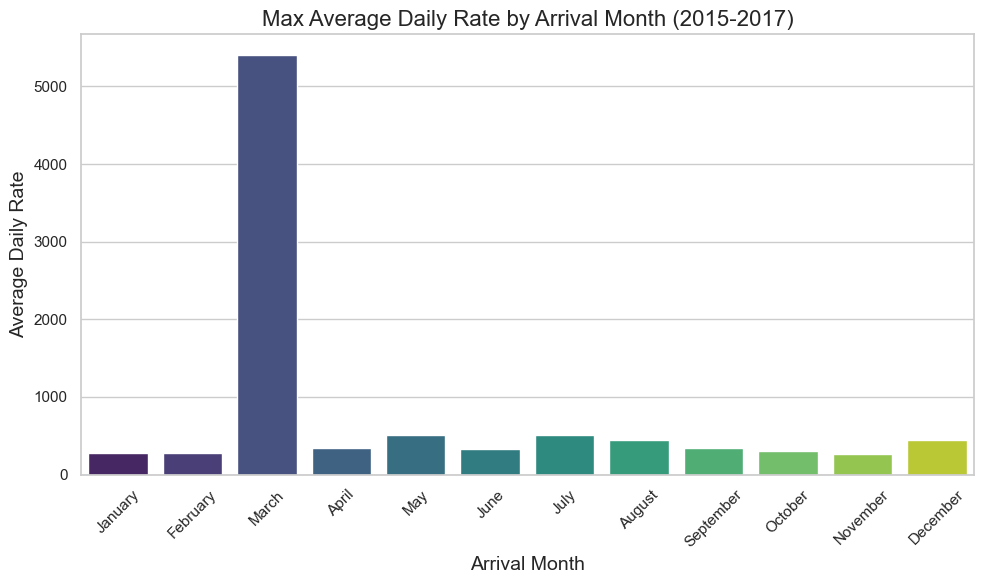 Max Average Daily Rate by Arrival Month (2015-2017)
Average Daily Rate
5000
4000
3000
2000
1000
0
January
February
March
April
May
June
July
August
September
October
November
December
Arrival Month